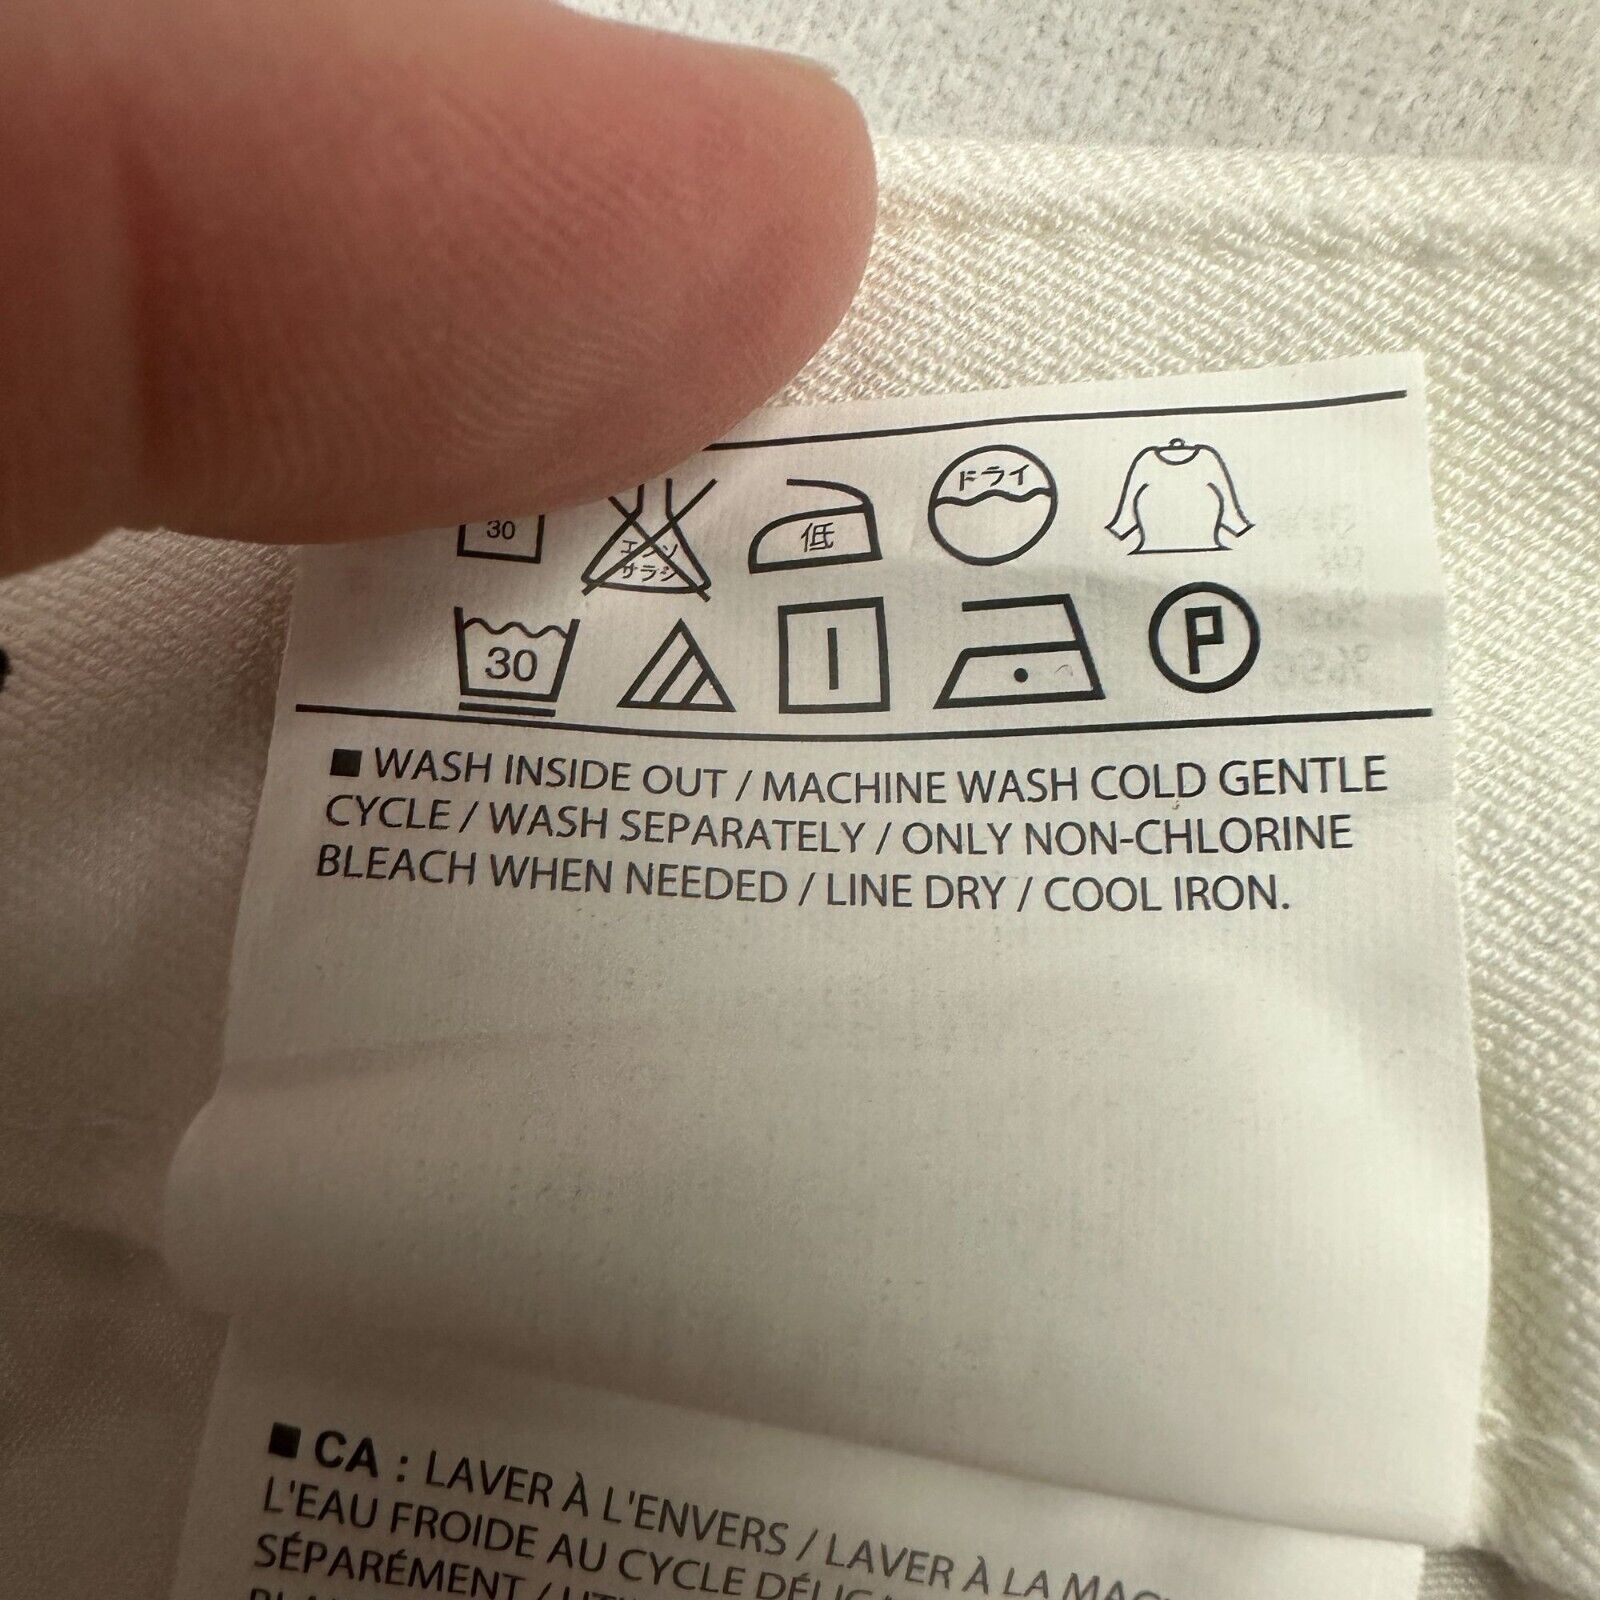 30
エンソ
サラシ
低
ドライ
30
P
■ WASH INSIDE OUT / MACHINE WASH COLD GENTLE
CYCLE / WASH SEPARATELY / ONLY NON-CHLORINE
BLEACH WHEN NEEDED / LINE DRY / COOL IRON.
■ CA : LAVER À L'ENVERS / LAVER À LA
L'EAU FROIDE AU CYCLE
SÉPARÉMENT /